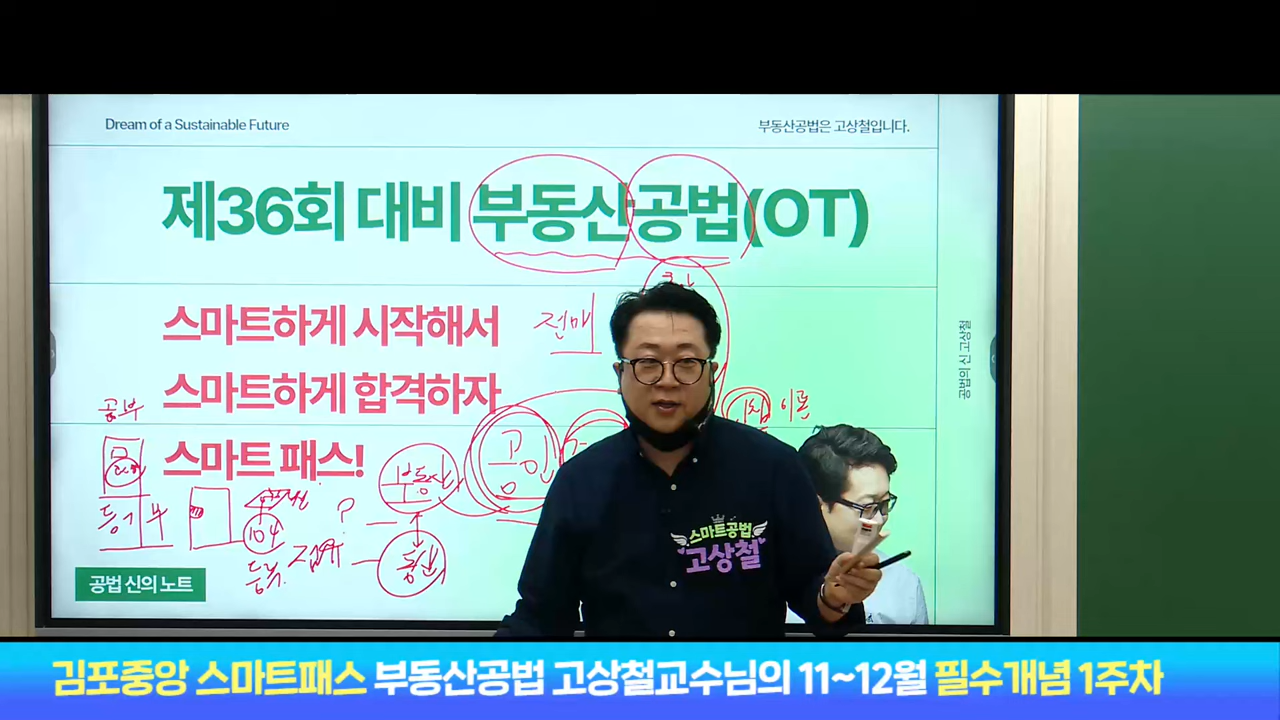 Dream of a Sustainable Future
부동산공법은 고상철입니다.
제36회 대비 부동산공법(OT)
스마트하게 시작해서
전매
스마트하게 합격하자
공부
이론
스마트 패스!
공인
부동산
등기부
?
104
동산
공법 신의 노트
스마트공법
고상철
공법의 신 고상철
김포중앙 스마트패스 부동산공법 고상철교수님의 11~12월 필수개념 1주차